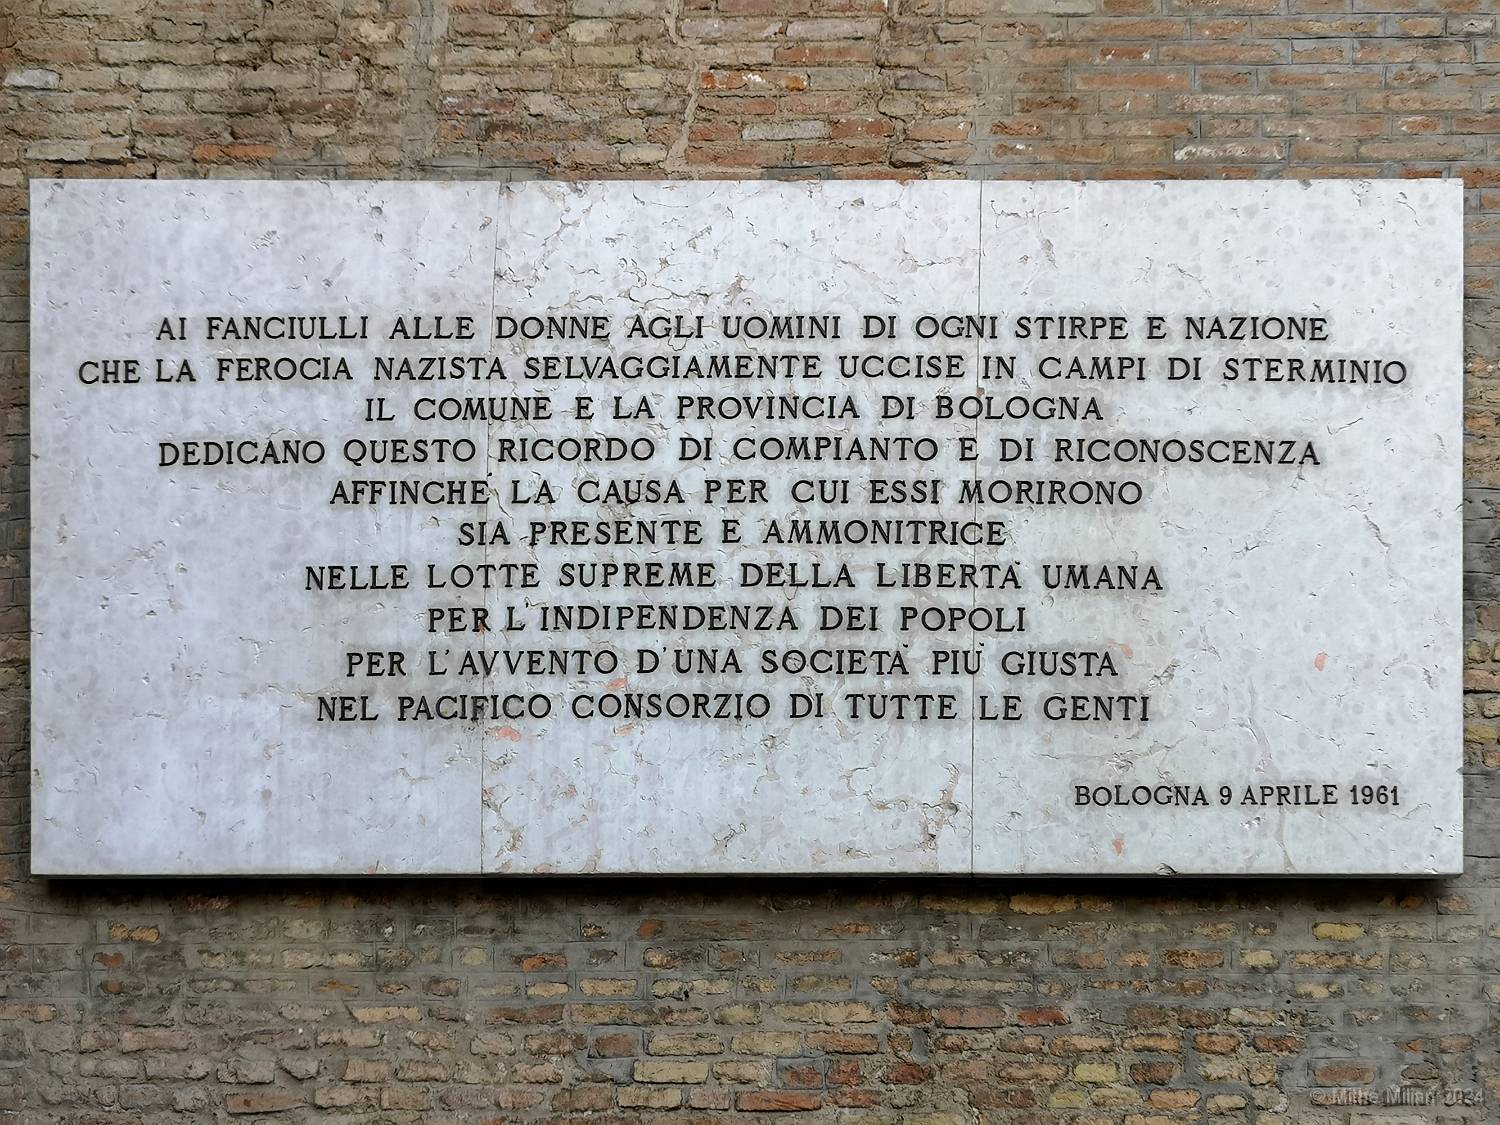 AI FANCIULLI ALLE DONNE AGLI UOMINI DI OGNI STIRPE E NAZIONE
CHE LA FEROCIA NAZISTA SELVAGGIAMENTE UCCISE IN CAMPI DI STERMINIO
IL COMUNE E LA PROVINCIA DI BOLOGNA
DEDICANO QUESTO RICORDO DI COMPIANTO E DI RICONOSCENZA
AFFINCHÉ LA CAUSA PER CUI ESSI MORIRONO
SIA PRESENTE E AMMONITRICE
NELLE LOTTE SUPREME DELLA LIBERTÀ UMANA
PER L'INDIPENDENZA DEI POPOLI
PER L'AVVENTO D'UNA SOCIETÀ PIÙ GIUSTA
NEL PACIFICO CONSORZIO DI TUTTE LE GENTI
BOLOGNA 9 APRILE 1961